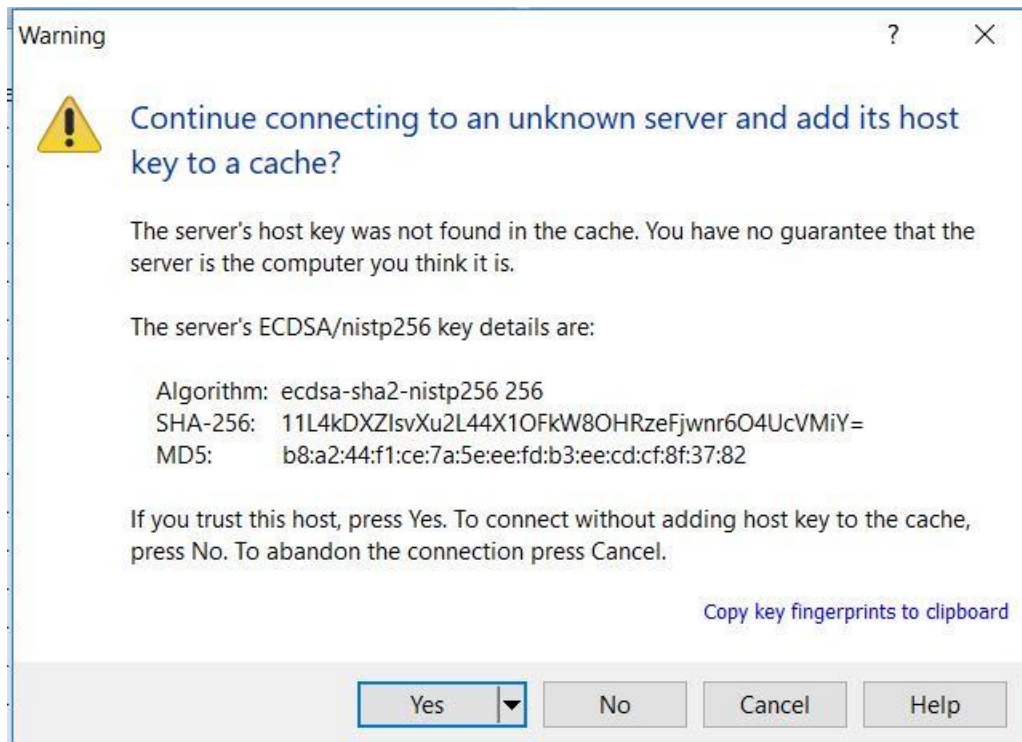 Warning
?
Continue connecting to an unknown server and add its host
key to a cache?
The server's host key was not found in the cache. You have no guarantee that the
server is the computer you think it is.
The server's ECDSA/nistp256 key details are:
Algorithm: ecdsa-sha2-nistp256 256
SHA-256: 11L4kDXZIsvXu2L44X1OFkW8OHRzeFjwnr6O4UcVMiY=
MD5: b8:a2:44:f1:ce:7a:5e:ee:fd:b3:ee:cd:cf:8f:37:82
If you trust this host, press Yes. To connect without adding host key to the cache,
press No. To abandon the connection press Cancel.
Copy key fingerprints to clipboard
Yes No Cancel Help